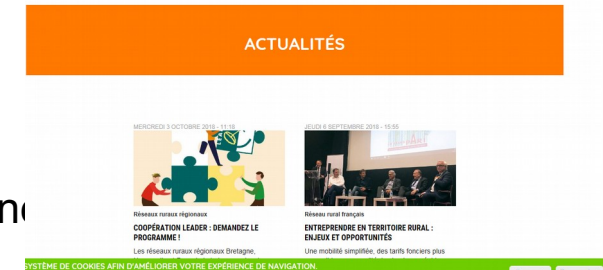 ACTUALITÉS
MERCREDI 3 OCTOBRE 2018 - 11:19
JEUDI 6 SEPTEMBRE 2018 - 15:55
Réseaux ruraux régionaux
Réseau rural français
COOPÉRATION LEADER : DEMANDEZ LE
PROGRAMME !
ENTREPRENDRE EN TERRITOIRE RURAL :
ENJEUX ET OPPORTUNITÉS
Les réseaux ruraux régionaux Bretagne,
Une mobilité simplifiée, des tarifs fonciers plus
SYSTÈME DE COOKIES AFIN D'AMÉLIORER VOTRE EXPÉRIENCE DE NAVIGATION.